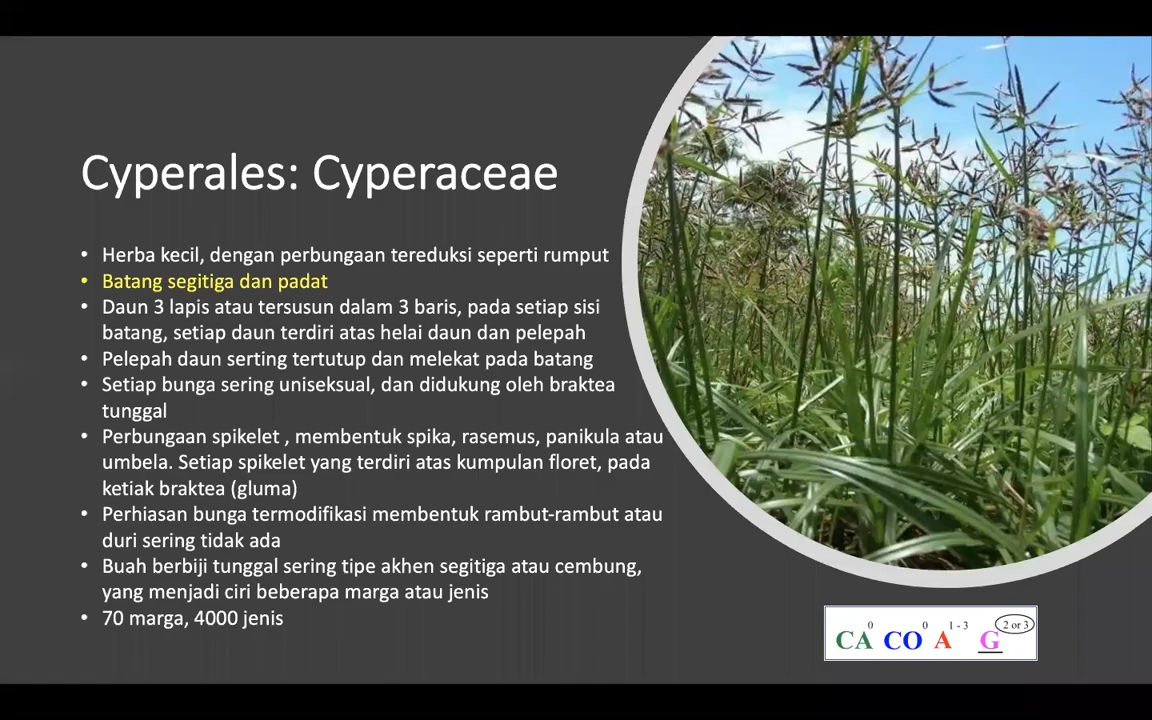 Cyperales: Cyperaceae
• Herba kecil, dengan perbungaan tereduksi seperti rumput
• Batang segitiga dan padat
• Daun 3 lapis atau tersusun dalam 3 baris, pada setiap sisi
batang, setiap daun terdiri atas helai daun dan pelepah
• Pelepah daun serting tertutup dan melekat pada batang
• Setiap bunga sering uniseksual, dan didukung oleh braktea
tunggal
• Perbungaan spikelet , membentuk spika, rasemus, panikula atau
umbela. Setiap spikelet yang terdiri atas kumpulan floret, pada
ketiak braktea (gluma)
• Perhiasan bunga termodifikasi membentuk rambut-rambut atau
duri sering tidak ada
• Buah berbiji tunggal sering tipe akhen segitiga atau cembung,
yang menjadi ciri beberapa marga atau jenis
• 70 marga, 4000 jenis
CA 0 CO 0 A 1 - 3 G 2 or 3